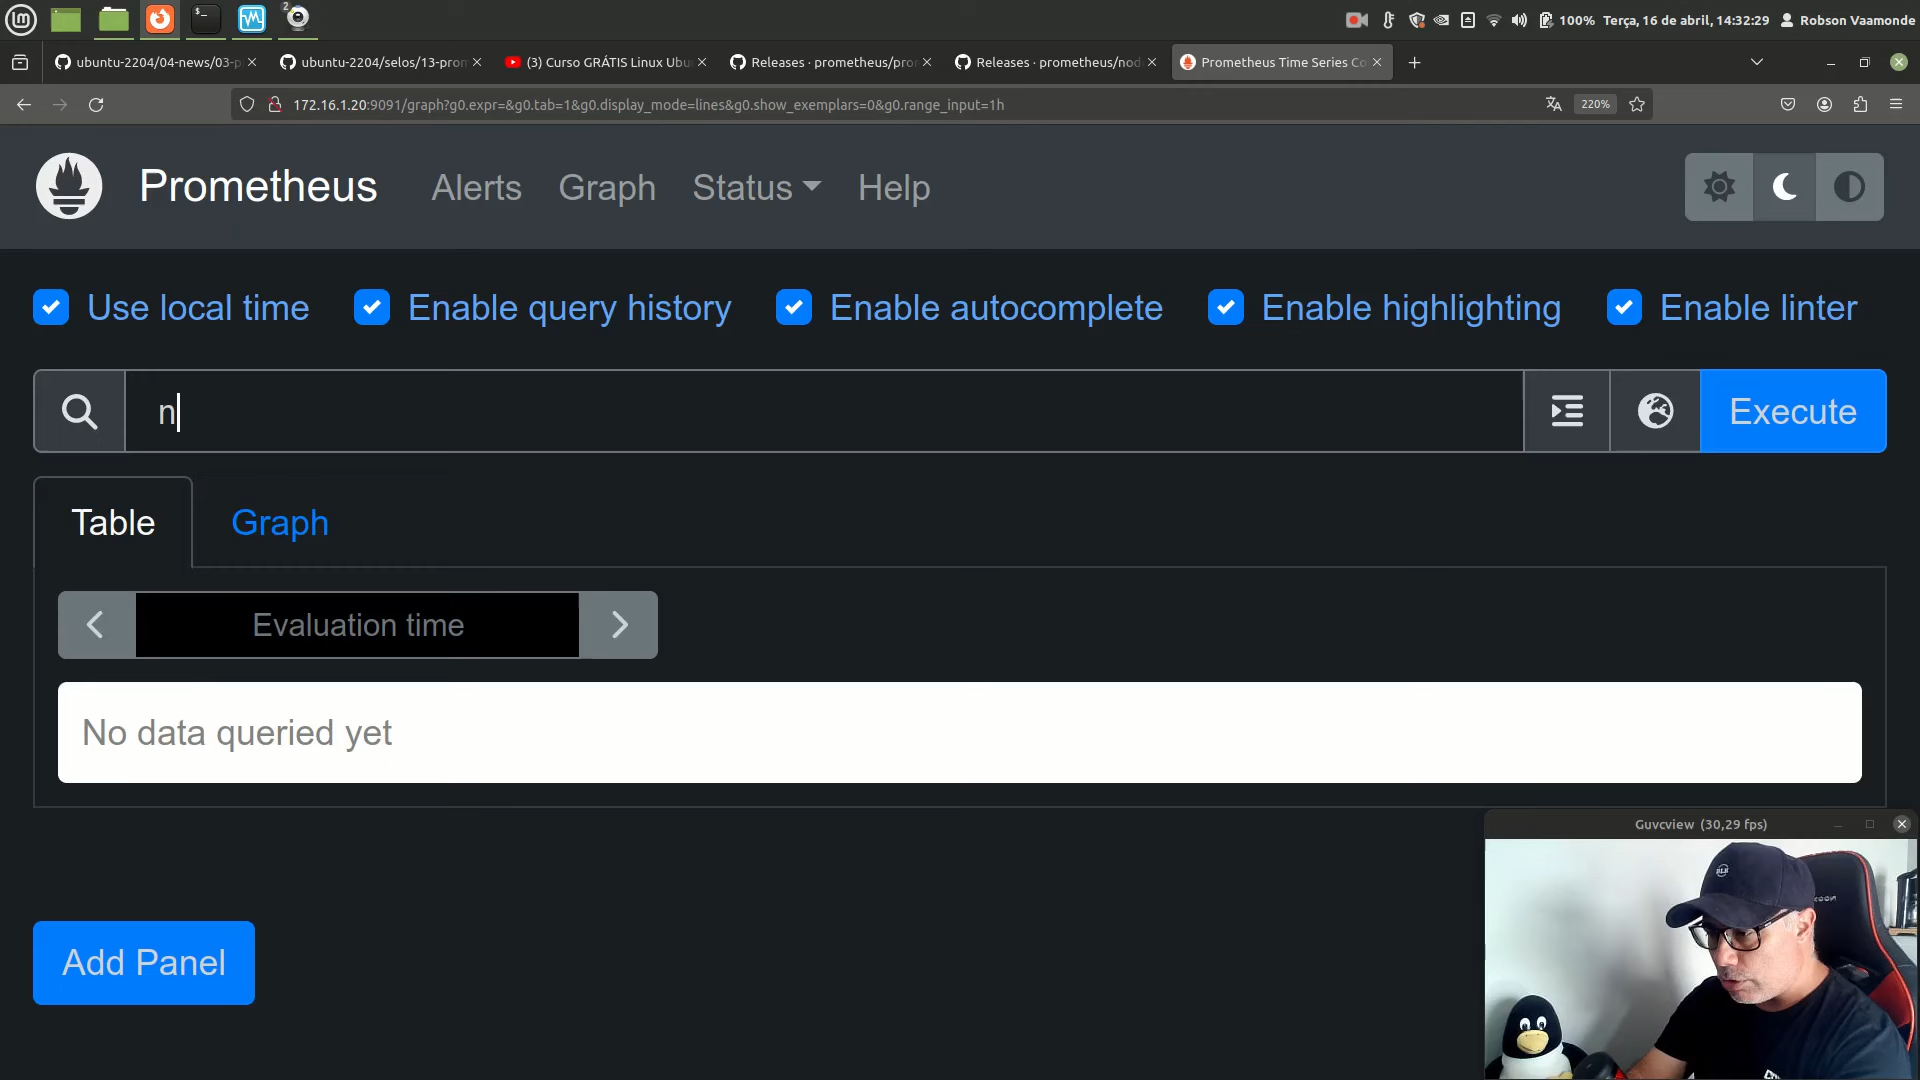 100% Terça, 16 de abril, 14:32:29 Robson Vaamonde
ubuntu-2204/04-news/03-p
ubuntu-2204/selos/13-pron
(3) Curso GRÁTIS Linux Ubu
Releases · prometheus/pron
Releases · prometheus/nod
Prometheus Time Series Co
172.16.1.20:9091/graph?g0.expr=&g0.tab=1&g0.display_mode=lines&g0.show_exemplars=0&g0.range_input=1h
220%
Prometheus Alerts Graph Status Help
Use local time Enable query history Enable autocomplete Enable highlighting Enable linter
n
Execute
Table Graph
Evaluation time
No data queried yet
Guvcview (30,29 fps)
Add Panel